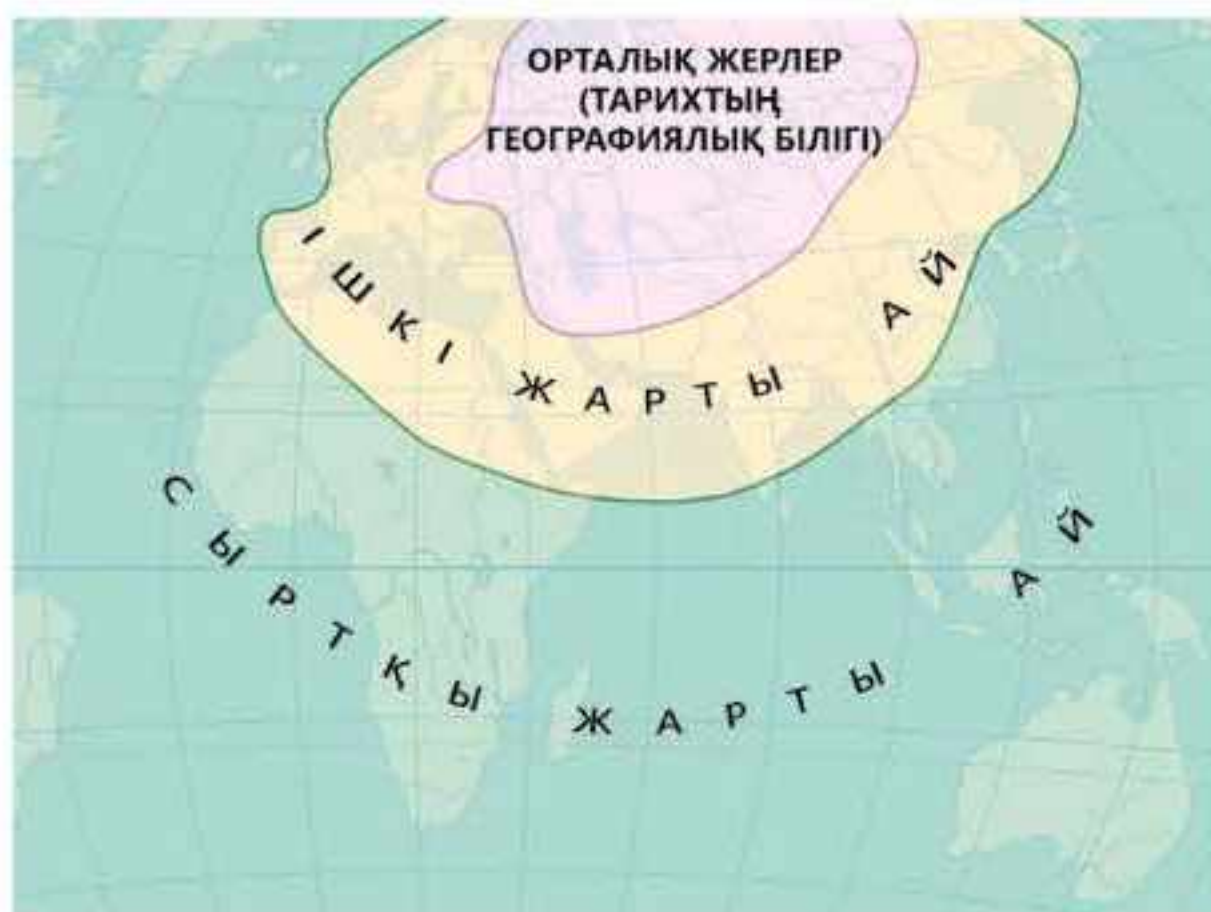 ОРТАЛЫҚ ЖЕРЛЕР
(ТАРИХТЫҢ
ГЕОГРАФИЯЛЫҚ БІЛІГІ)
ІШКІ ЖАРТЫ АЙ
СЫРТҚЫ ЖАРТЫ АЙ